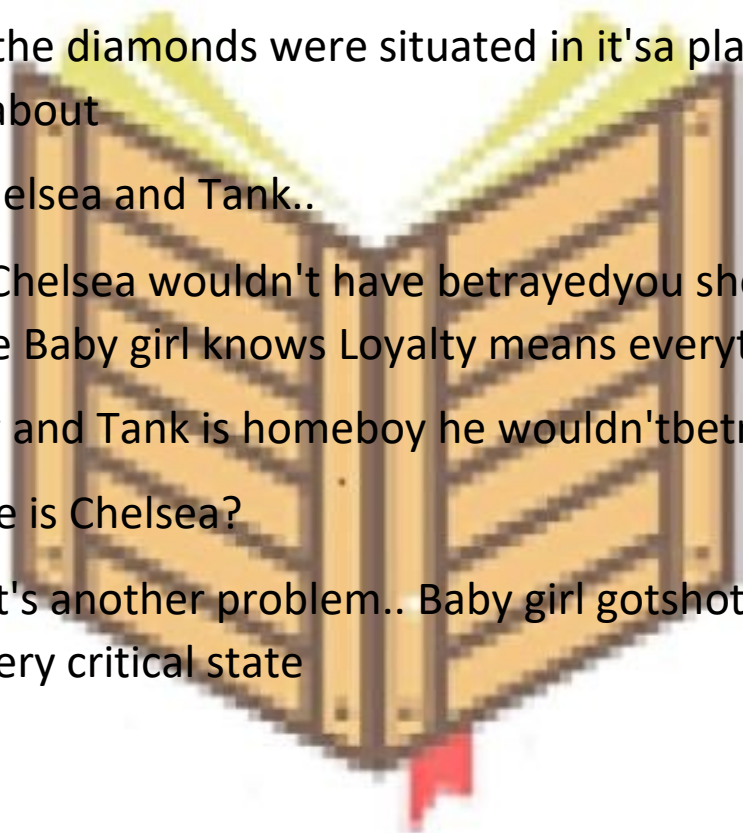 the diamonds were situated in it'sa pla
about
elsea and Tank..
Chelsea wouldn't have betrayedyou sh
e Baby girl knows Loyalty means everyt
and Tank is homeboy he wouldn'tbetr
e is Chelsea?
t's another problem.. Baby girl gotshot
ery critical state